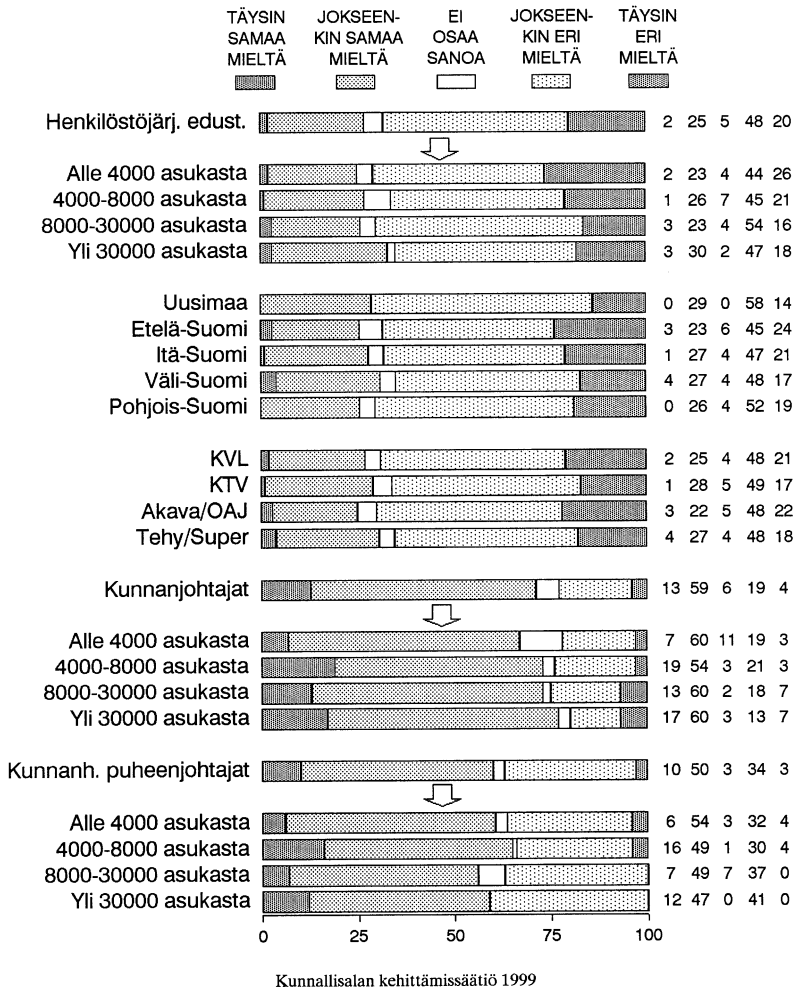 TÄYSIN JOKSEEN- EI JOKSEEN- TÄYSIN
SAMAA KIN SAMAA OSAA KIN ERI ERI
MIELTÄ MIELTÄ SANOA MIELTÄ MIELTÄ
Henkilöstöjärj. edust. 2 25 5 48 20
Alle 4000 asukasta 2 23 4 44 26
4000-8000 asukasta 1 26 7 45 21
8000-30000 asukasta 3 23 4 54 16
Yli 30000 asukasta 3 30 2 47 18
Uusimaa 0 29 0 58 14
Etelä-Suomi 3 23 6 45 24
Itä-Suomi 1 27 4 47 21
Väli-Suomi 4 27 4 48 17
Pohjois-Suomi 0 26 4 52 19
KVL 2 25 4 48 21
KTV 1 28 5 49 17
Akava/OAJ 3 22 5 48 22
Tehy/Super 4 27 4 48 18
Kunnanjohtajat 13 59 6 19 4
Alle 4000 asukasta 7 60 11 19 3
4000-8000 asukasta 19 54 3 21 3
8000-30000 asukasta 13 60 2 18 7
Yli 30000 asukasta 17 60 3 13 7
Kunnanh. puheenjohtajat 10 50 3 34 3
Alle 4000 asukasta 6 54 3 32 4
4000-8000 asukasta 16 49 1 30 4
8000-30000 asukasta 7 49 7 37 0
Yli 30000 asukasta 12 47 0 41 0
0 25 50 75 100
Kunnallisalan kehittämissäätiö 1999